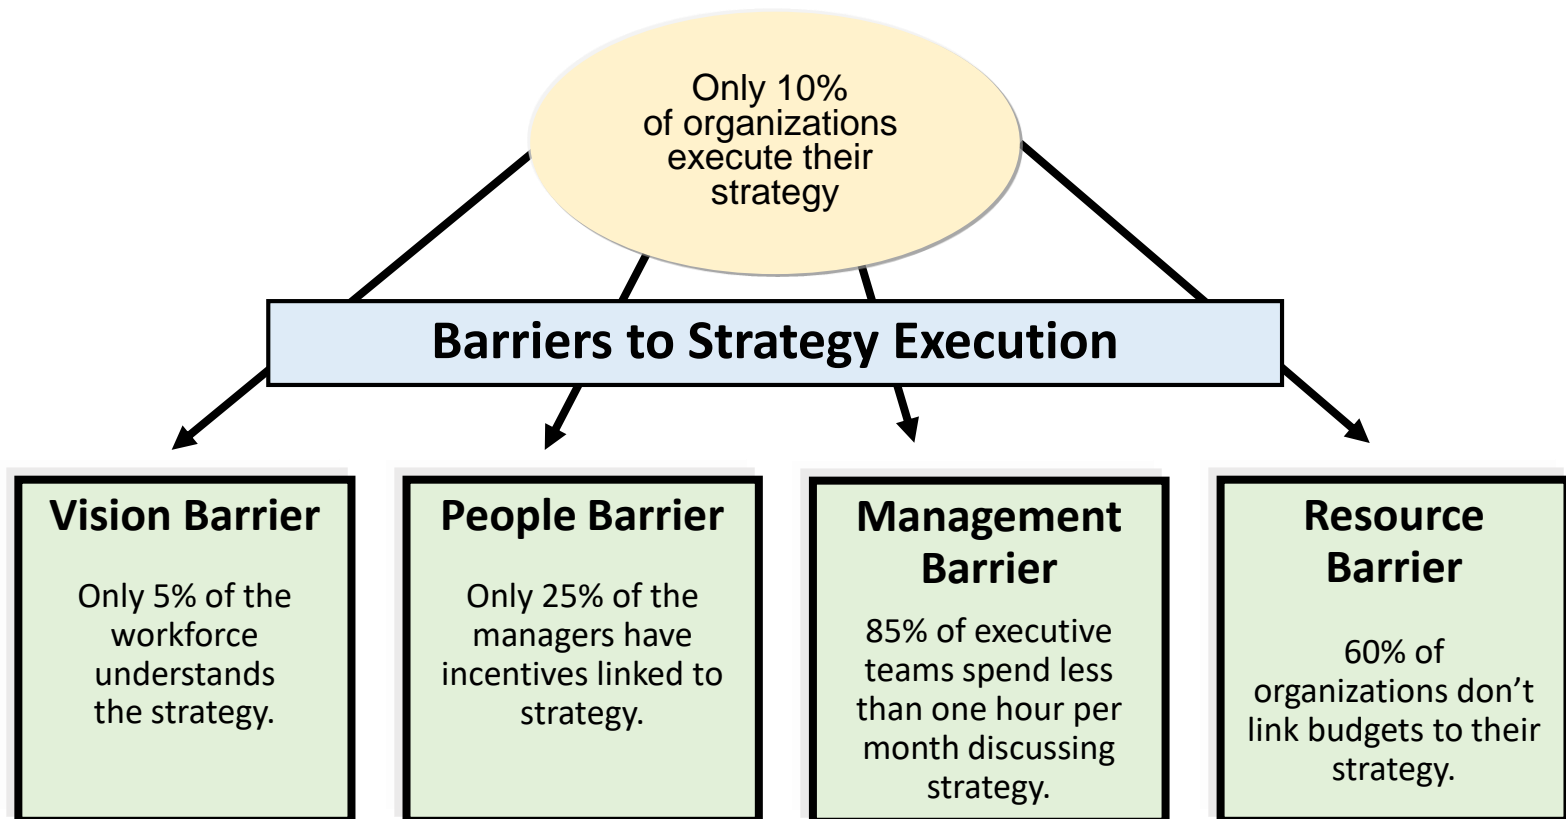 Only 10%
of organizations
execute their
strategy
Barriers to Strategy Execution
Vision Barrier
Only 5% of the
workforce
understands
the strategy.
People Barrier
Only 25% of the
managers have
incentives linked to
strategy.
Management
Barrier
85% of executive
teams spend less
than one hour per
month discussing
strategy.
Resource
Barrier
60% of
organizations don’t
link budgets to their
strategy.